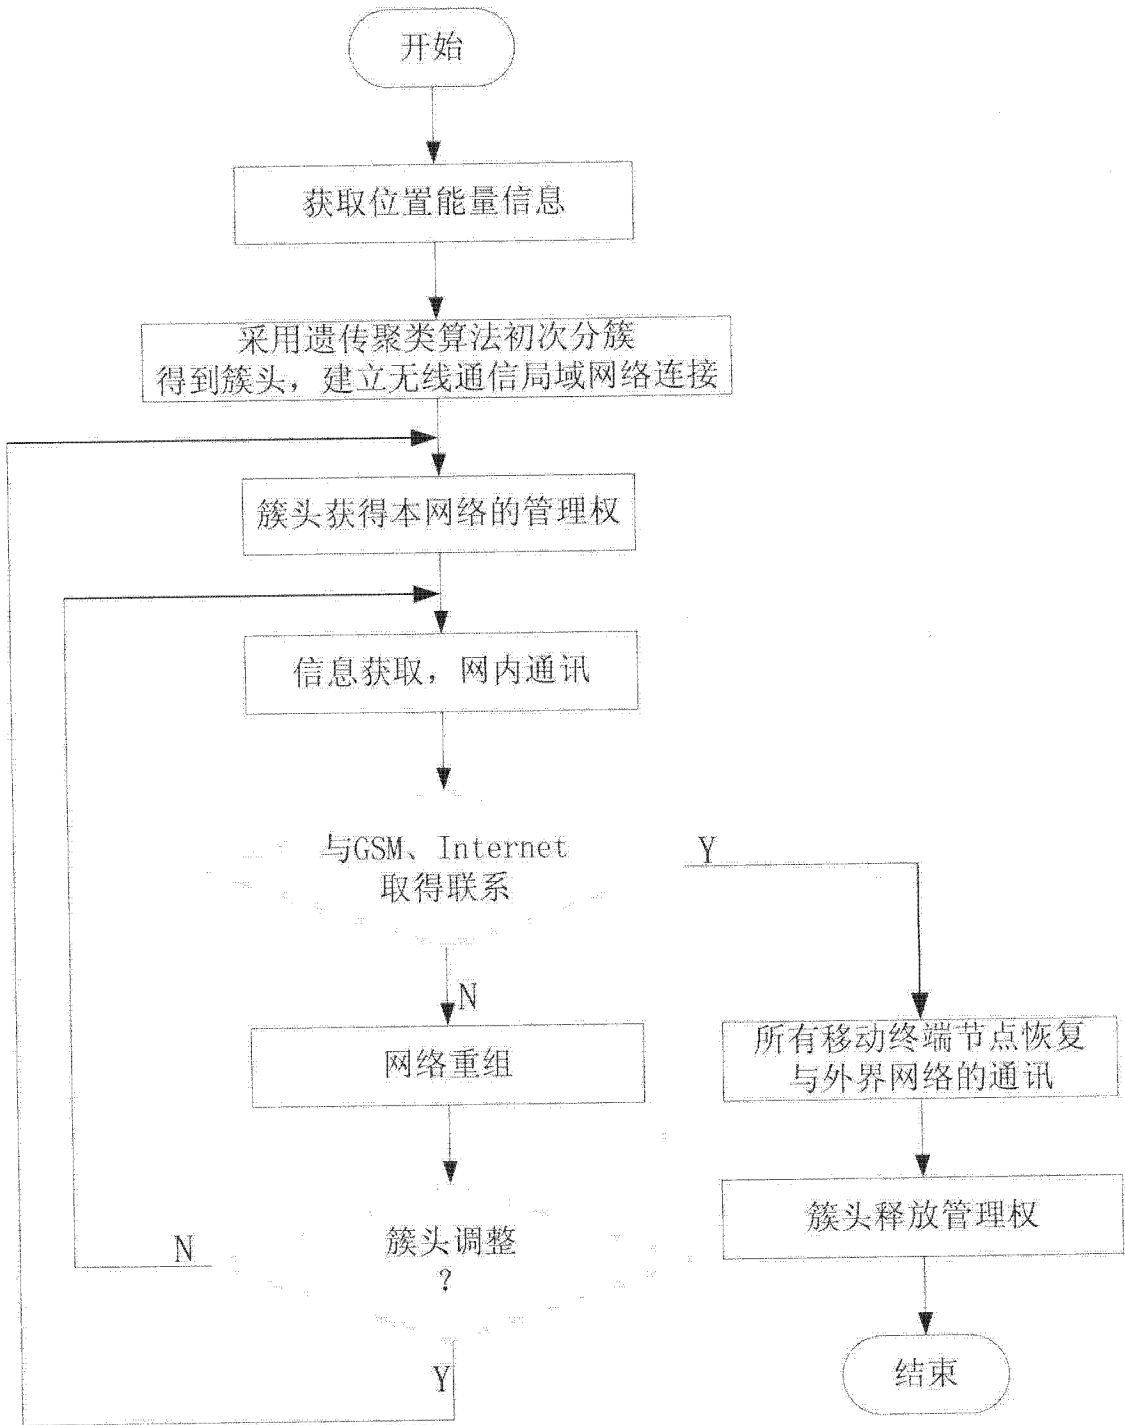 开始
获取位置能量信息
采用遗传聚类算法初次分簇
得到簇头，建立无线通信局域网络连接
簇头获得本网络的管理权
信息获取，网内通讯
与GSM、Internet
取得联系
Y
N
网络重组
所有移动终端节点恢复
与外界网络的通讯
簇头调整
？
N
Y
簇头释放管理权
结束